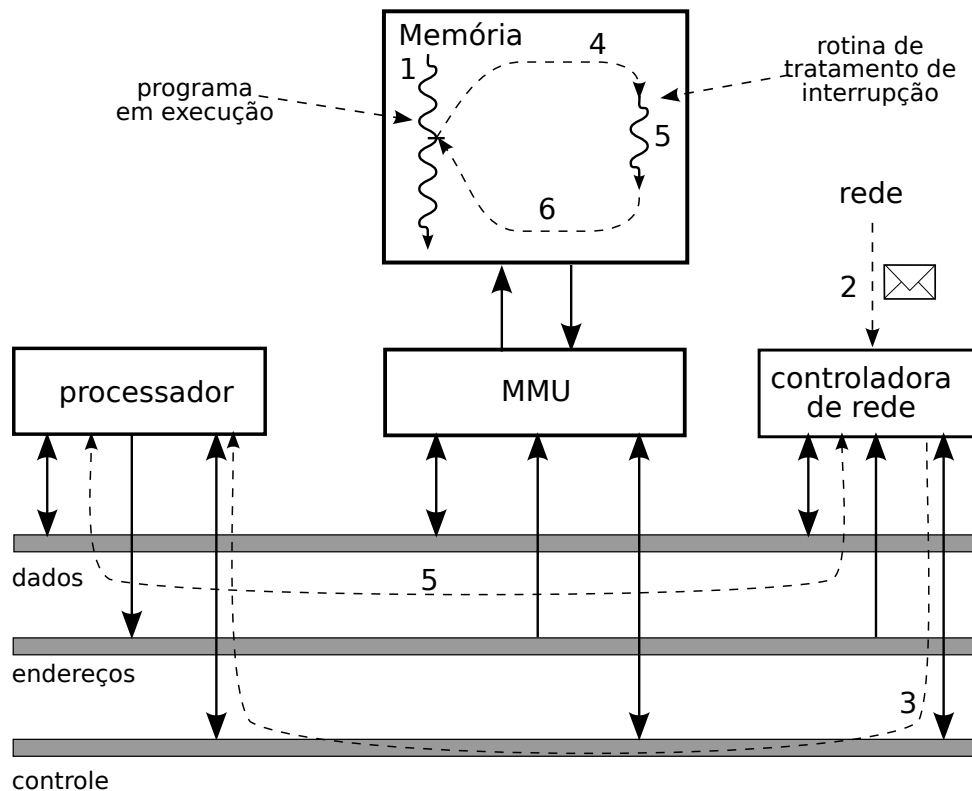 Memória
1
4
rotina de
tratamento de
interrupção
programa
em execução
5
6
rede
2
processador
MMU
controladora
de rede
dados
5
endereços
3
controle